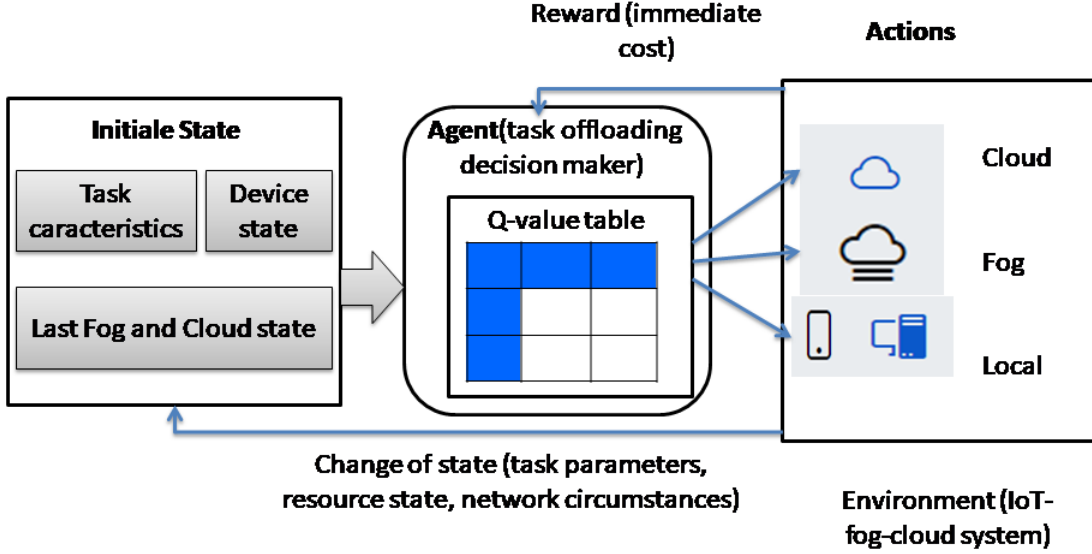 Reward (immediate
cost)
Actions
Initiale State
Task
caracteristics
Device
state
Last Fog and Cloud state
Agent(task offloading
decision maker)
Q-value table
Cloud
Fog
Local
Change of state (task parameters,
resource state, network circumstances)
Environment (IoT-
fog-cloud system)